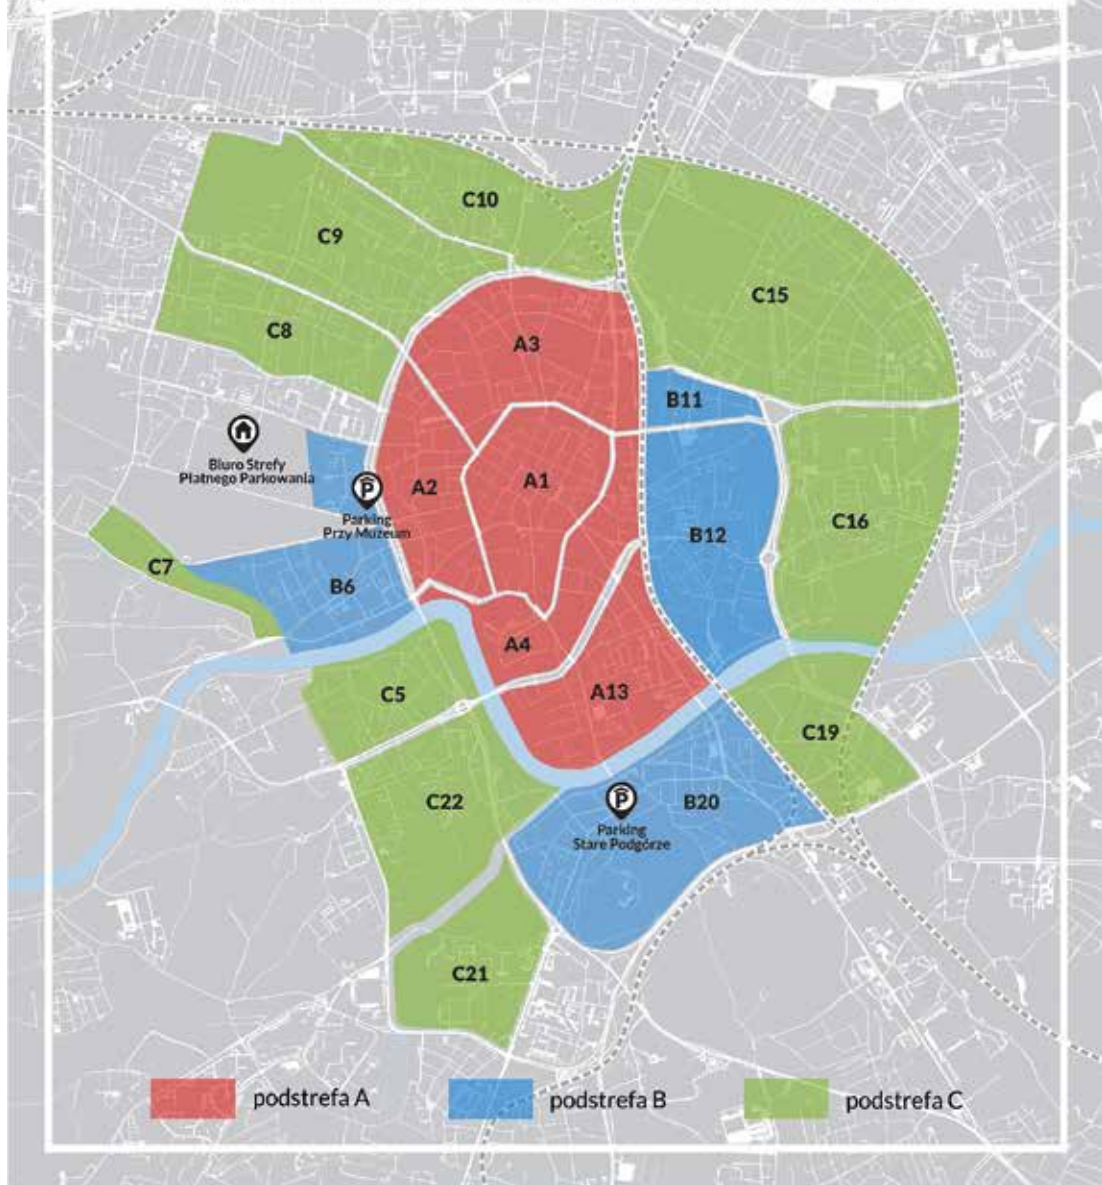 C10
C9
C15
C8
A3
B11
Biuro Strefy
Płatnego Parkowania
A2
A1
P
Parking
Przy Muzeum
C16
B12
C7
B6
A4
C5
A13
C19
C22
P
B20
Parking
Stare Podgórze
C21
podstrefa A
podstrefa B
podstrefa C